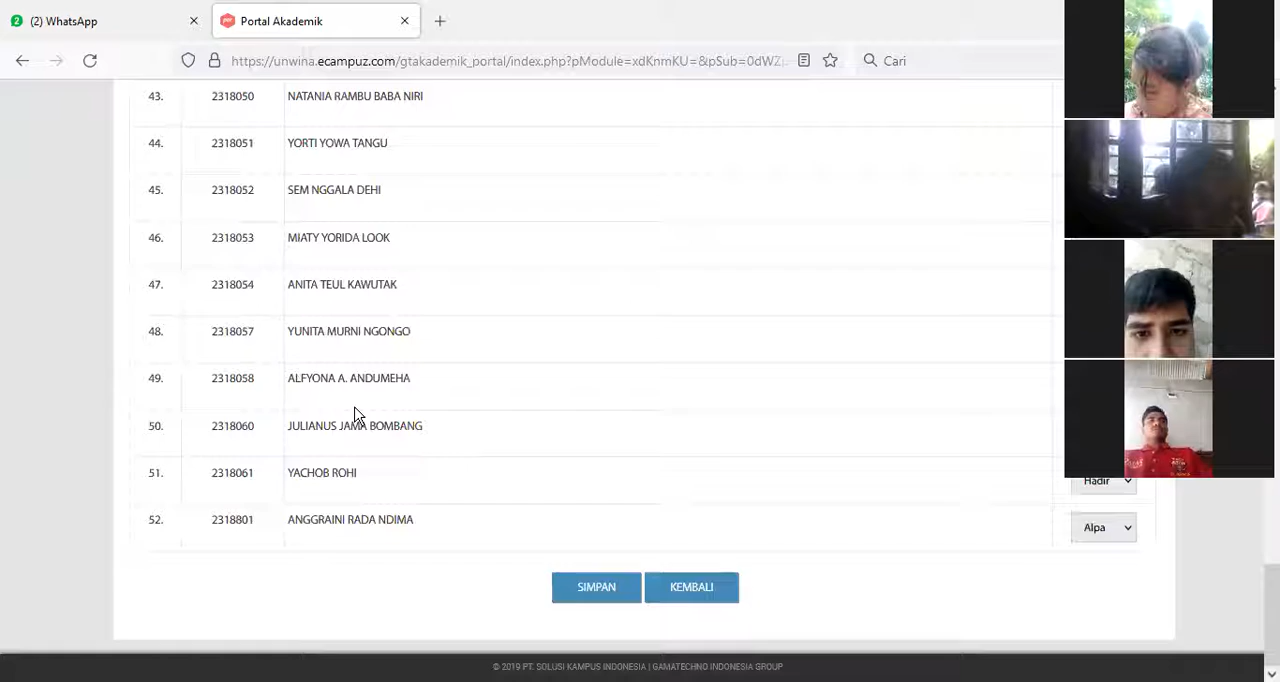 2 (2) WhatsApp
Portal Akademik
https://unwina.ecampuz.com/gtakademik_portal/index.php?pModule=xdKnmKU=&pSub=0dWZ
Cari
43. 2318050 NATANIA RAMBU BABA NIRI
44. 2318051 YORTI YOWA TANGU
45. 2318052 SEM NGGALA DEHI
46. 2318053 MIATY YORIDA LOOK
47. 2318054 ANITA TEUL KAWUTAK
48. 2318057 YUNITA MURNI NGONGO
49. 2318058 ALFYONA A. ANDUMEHA
50. 2318060 JULIANUS JAMA BOMBANG
51. 2318061 YACHOB ROHI Hadir
52. 2318801 ANGGRAINI RADA NDIMA Alpa
SIMPAN KEMBALI
© 2019 PT. SOLUSI KAMPUS INDONESIA | GAMATECHNO INDONESIA GROUP